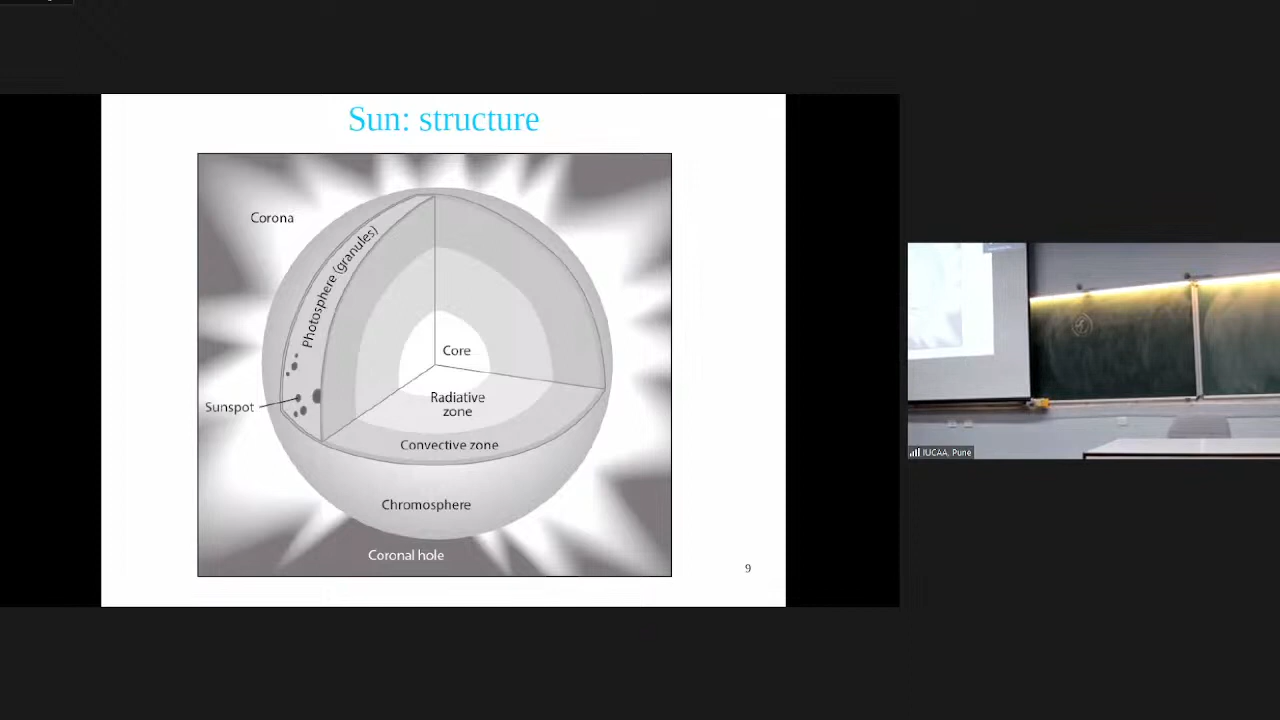 Sun: structure
Corona
Photosphere (granules)
Core
Sunspot
Radiative
zone
Convective zone
Chromosphere
Coronal hole
9
IUCAA, Pune